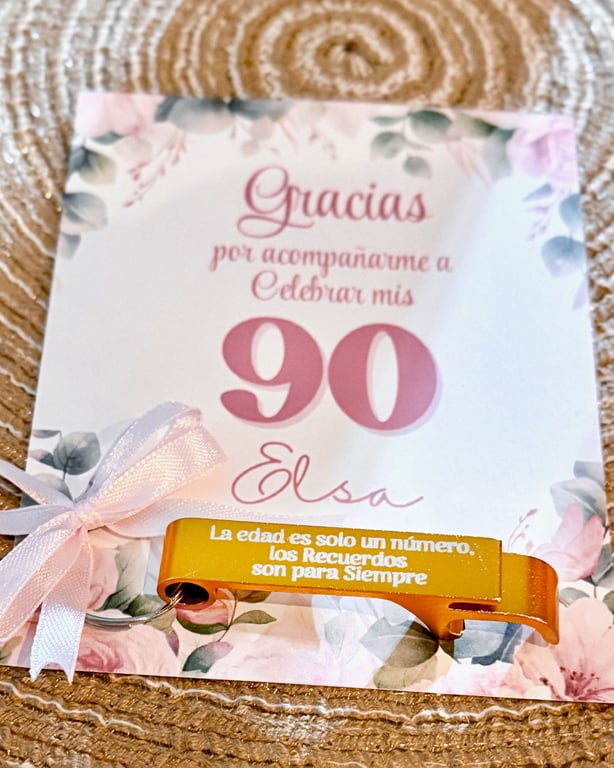 Gracias
por acompañarme a
Celebrar mis
90
Elsa
La edad es solo un número,
los Recuerdos
son para Siempre